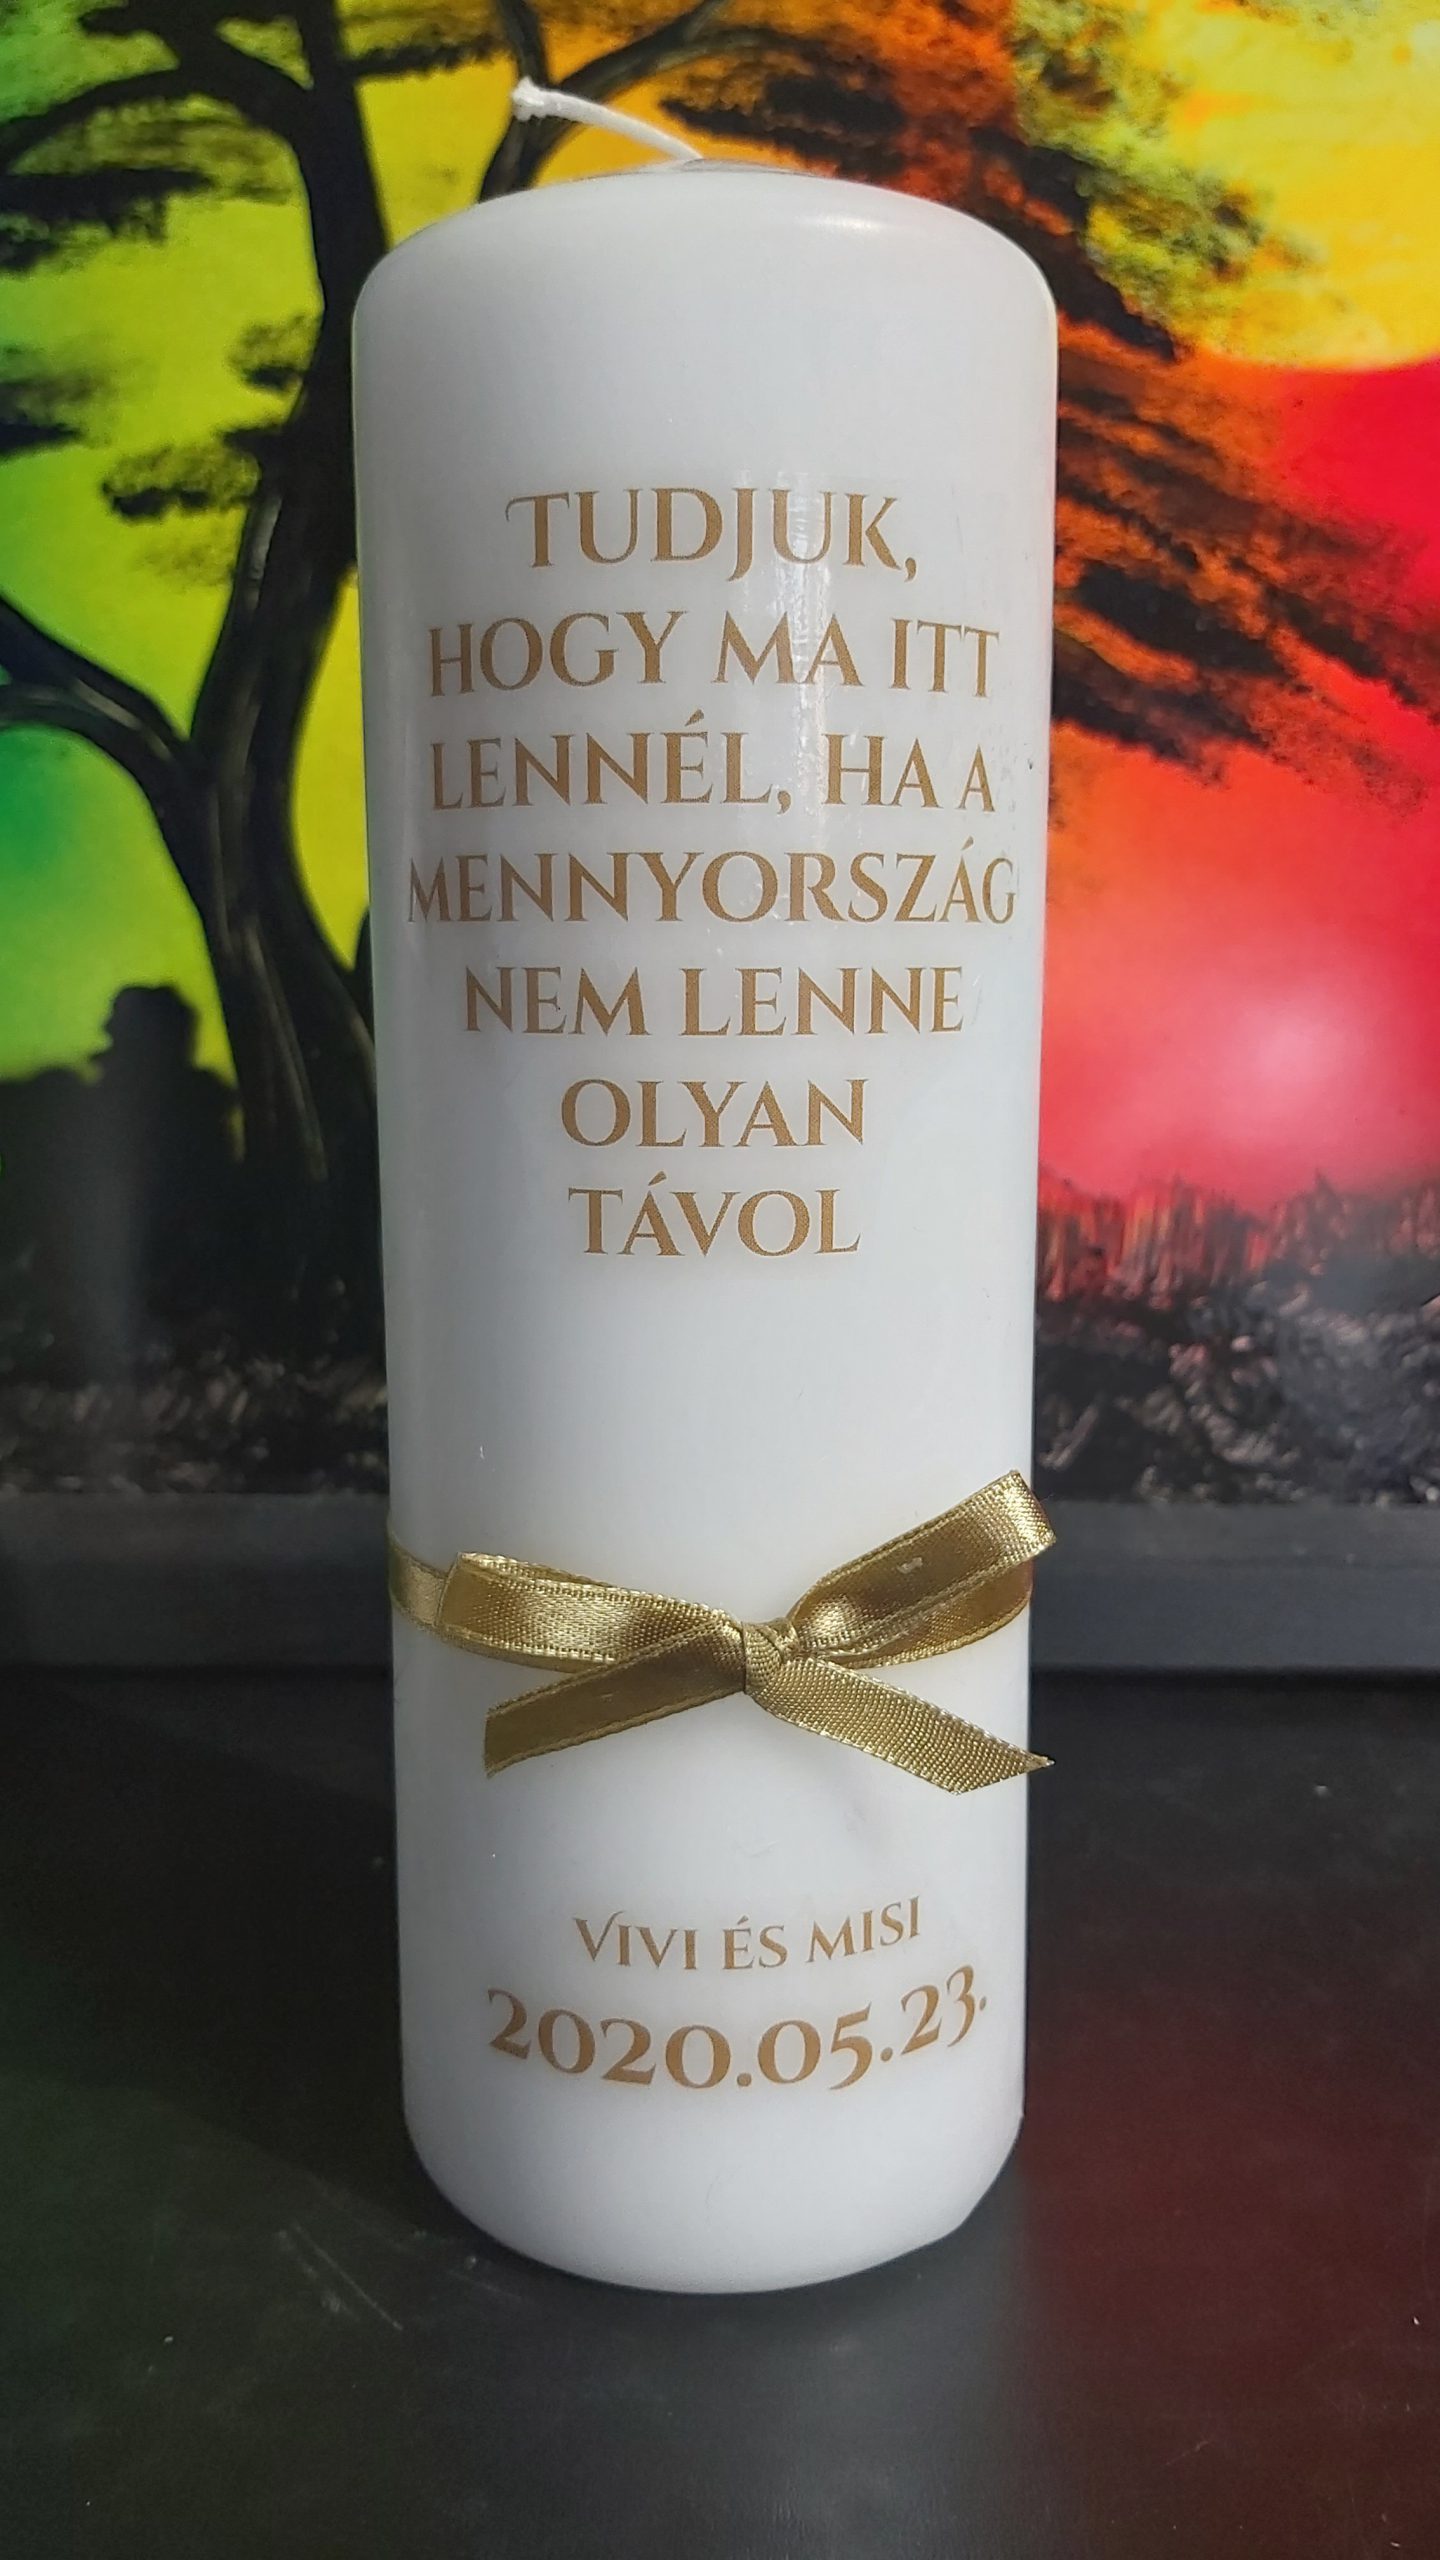 TUDJUK,
HOGY MA ITT
LENNÉL, HA A
MENNYORSZÁG
NEM LENNE
OLYAN
TÁVOL
VIVI ÉS MISI
2020.05.23.